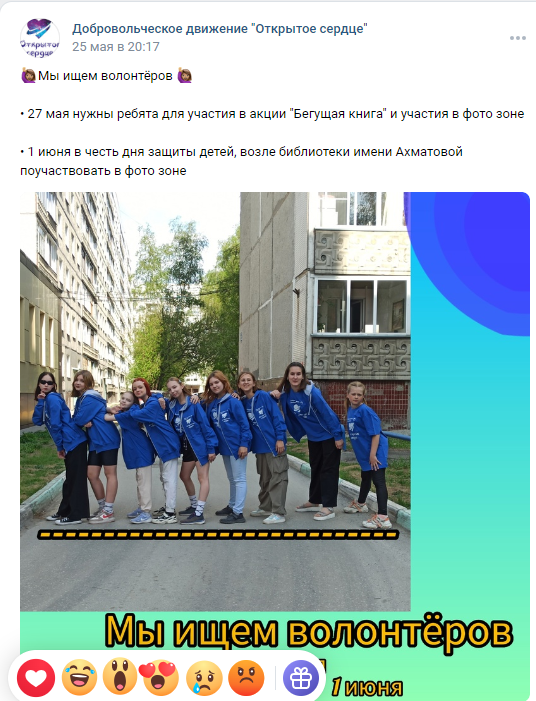 Добровольческое движение "Открытое сердце"
25 мая в 20:17
Открытое
сердце
🙋‍♀️Мы ищем волонтёров 🙋‍♀️
• 27 мая нужны ребята для участия в акции "Бегущая книга" и участия в фото зоне
• 1 июня в честь дня защиты детей, возле библиотеки имени Ахматовой
поучаствовать в фото зоне
Мы ищем волонтёров
1 июня